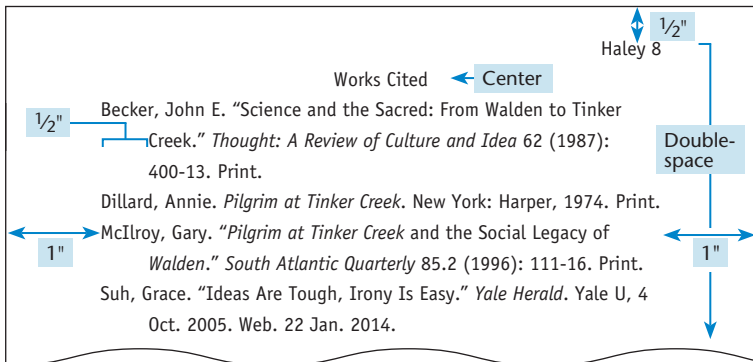 ½"
Haley 8
Works Cited
Center
Becker, John E. “Science and the Sacred: From Walden to Tinker
½"
Creek.” Thought: A Review of Culture and Idea 62 (1987):
Double-
space
400-13. Print.
Dillard, Annie. Pilgrim at Tinker Creek. New York: Harper, 1974. Print.
McIlroy, Gary. “Pilgrim at Tinker Creek and the Social Legacy of
1"
1"
Walden.” South Atlantic Quarterly 85.2 (1996): 111-16. Print.
Suh, Grace. “Ideas Are Tough, Irony Is Easy.” Yale Herald. Yale U, 4
Oct. 2005. Web. 22 Jan. 2014.